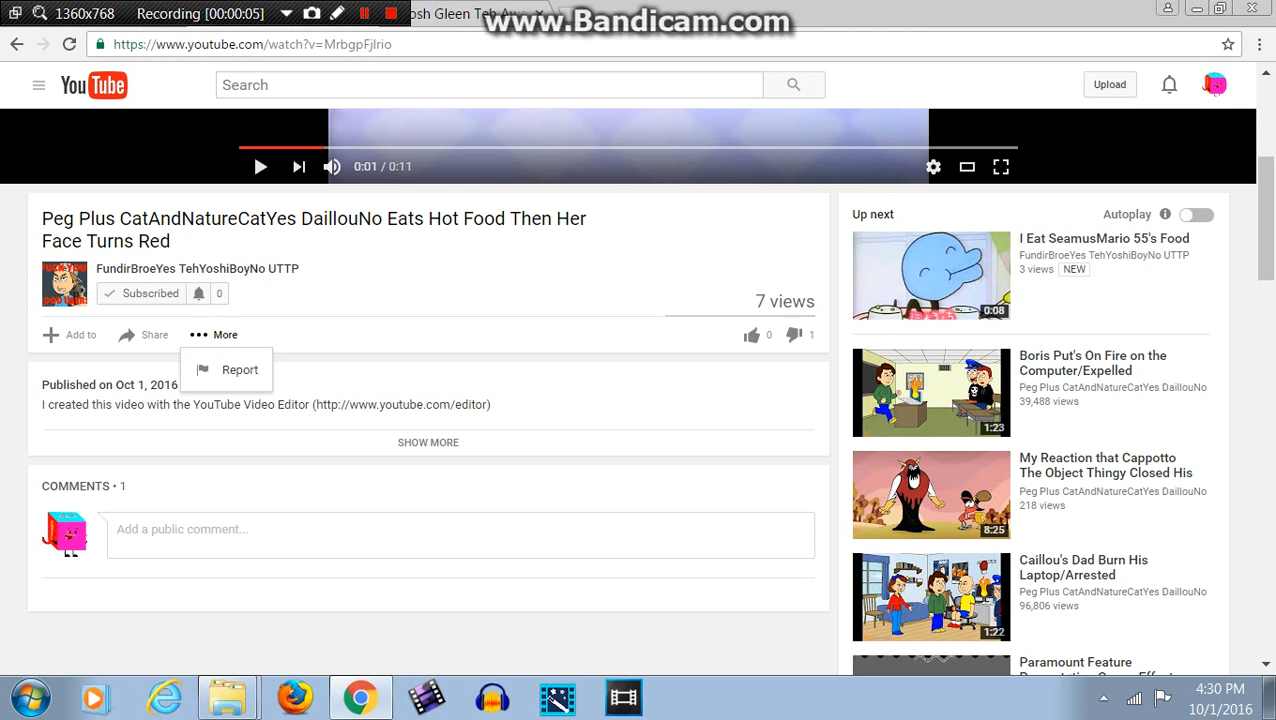 1360x768 Recording [00:00:05] osh Gleen Teh Awe
www.Bandicam.com
https://www.youtube.com/watch?v=MrbgpFjlrio
YouTube Search Upload
0:01 / 0:11
Peg Plus CatAndNatureCatYes DaillouNo Eats Hot Food Then Her
Face Turns Red
FUCK YOU
GOD USER!
FundirBroeYes TehYoshiBoyNo UTTP
Subscribed 0
7 views
Add to Share More
0 1
Report
Published on Oct 1, 2016
I created this video with the YouTube Video Editor (http://www.youtube.com/editor)
SHOW MORE
COMMENTS • 1
Add a public comment...
Up next Autoplay
I Eat SeamusMario 55's Food
FundirBroeYes TehYoshiBoyNo UTTP
3 views NEW
0:08
Boris Put's On Fire on the
Computer/Expelled
Peg Plus CatAndNatureCatYes DaillouNo
39,488 views
1:23
My Reaction that Cappotto
The Object Thingy Closed His
Peg Plus CatAndNatureCatYes DaillouNo
218 views
8:25
Caillou's Dad Burn His
Laptop/Arrested
Peg Plus CatAndNatureCatYes DaillouNo
96,806 views
1:22
Paramount Feature
4:30 PM
10/1/2016